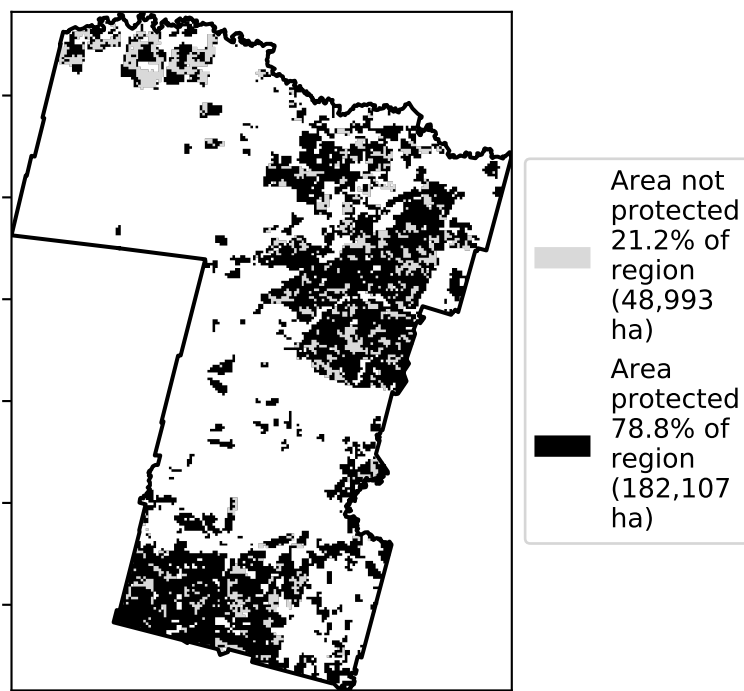 Area not
protected
21.2% of
region
(48,993
ha)
Area
protected
78.8% of
region
(182,107
ha)